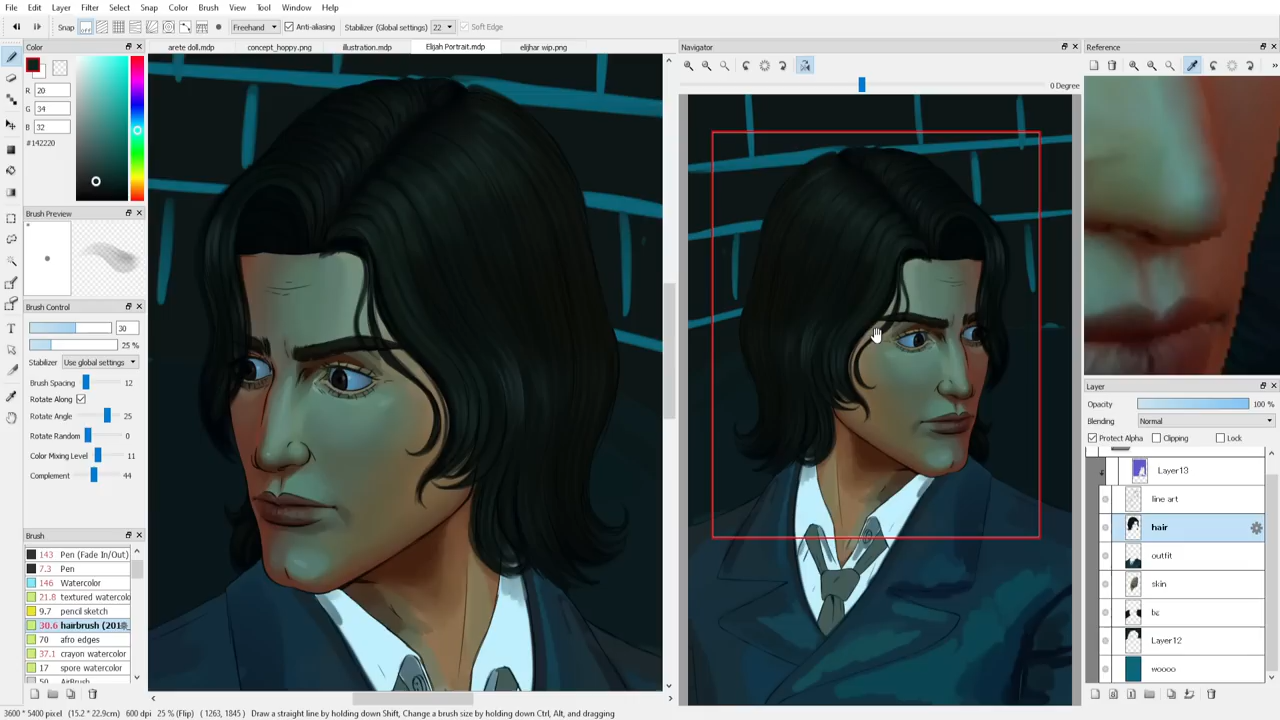 File Edit Layer Filter Select Snap Color Brush View Tool Window Help
Snap off Freehand Anti-aliasing Stabilizer (Global settings) 22 Soft Edge
Color
R 20
G 34
B 32
#142220
Brush Preview
Brush Control
30
25 %
Stabilizer Use global settings
Brush Spacing 12
Rotate Along
Rotate Angle 25
Rotate Random 0
Color Mixing Level 11
Complement 44
Brush
143 Pen (Fade In/Out)
7.3 Pen
146 Watercolor
21.8 textured watercolo
9.7 pencil sketch
30.6 hairbrush (201
70 afro edges
37.1 crayon watercolor
17 spore watercolor
50 AirBrush
arete doll.mdp concept_hoppy.png illustration.mdp Elijah Portrait.mdp elijhar wip.png
Navigator
0 Degree
Reference
Layer
Opacity 100 %
Blending Normal
Protect Alpha Clipping Lock
Layer13
line art
hair
outfit
skin
Layer12
woooo
3600 * 5400 pixel (15.2 * 22.9cm) 600 dpi 25 % (Flip) ( 1263, 1845 ) Draw a straight line by holding down Shift, Change a brush size by holding down Ctrl, Alt, and dragging